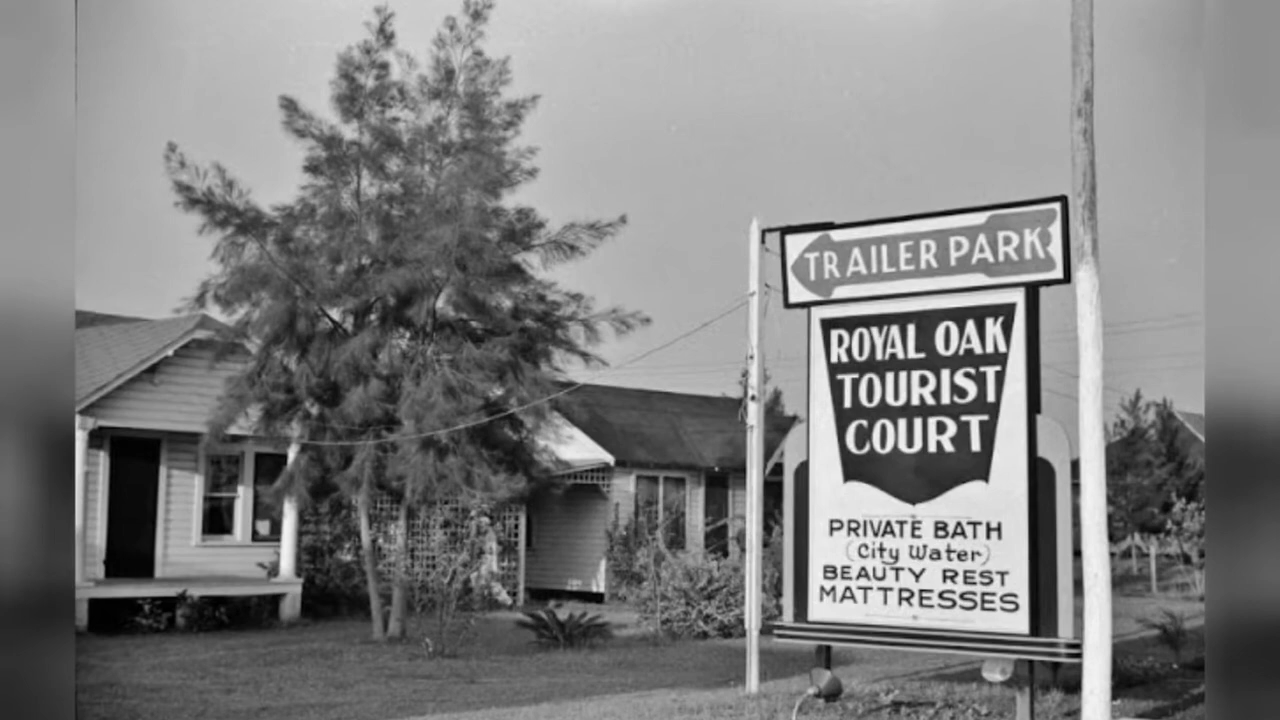 TRAILER PARK
ROYAL OAK
TOURIST
COURT
PRIVATE BATH
(City Water)
BEAUTY REST
MATTRESSES